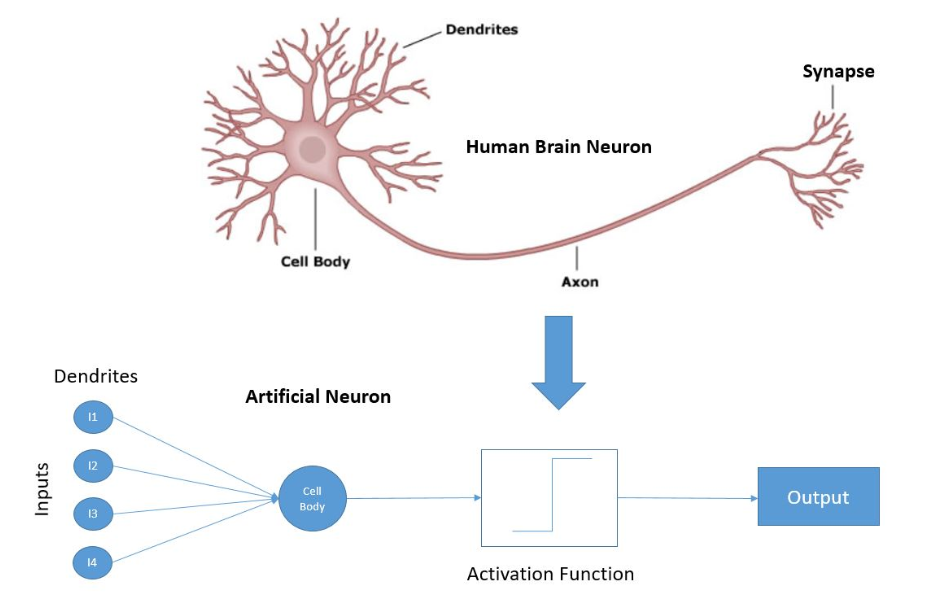 Dendrites
Synapse
Human Brain Neuron
Cell Body
Axon
Dendrites
Artificial Neuron
Inputs
I1
I2
I3
I4
Cell
Body
Output
Activation Function